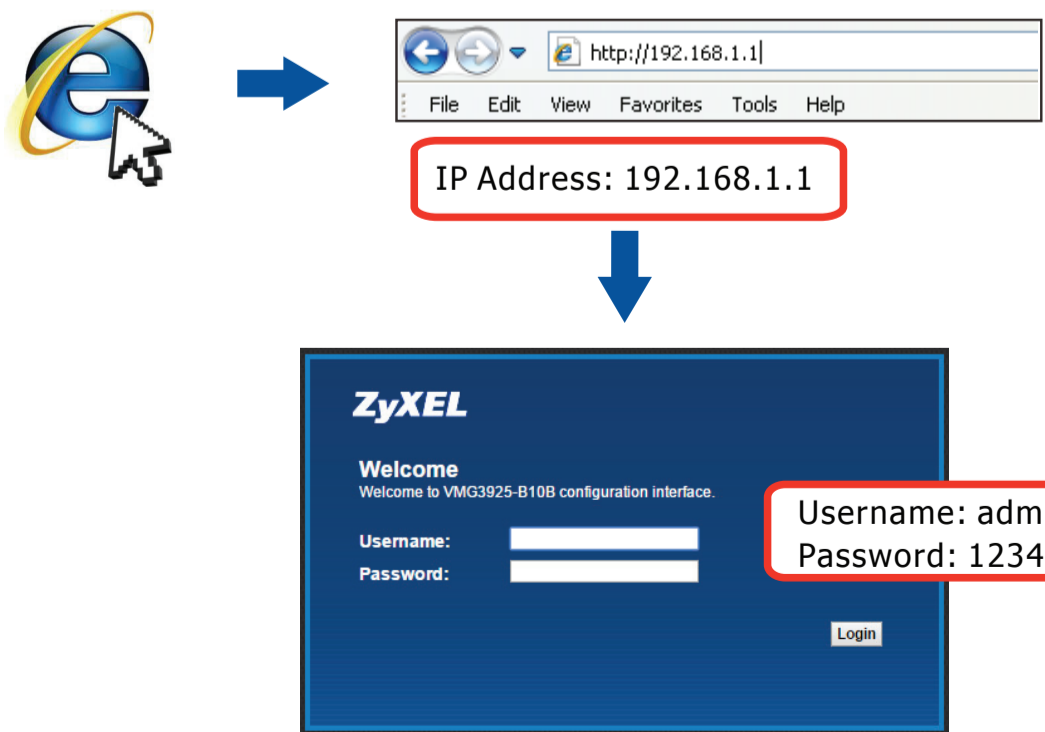 http://192.168.1.1
File Edit View Favorites Tools Help
IP Address: 192.168.1.1
ZyXEL
Welcome
Welcome to VMG3925-B10B configuration interface.
Username:
Password:
Username: adm
Password: 1234
Login